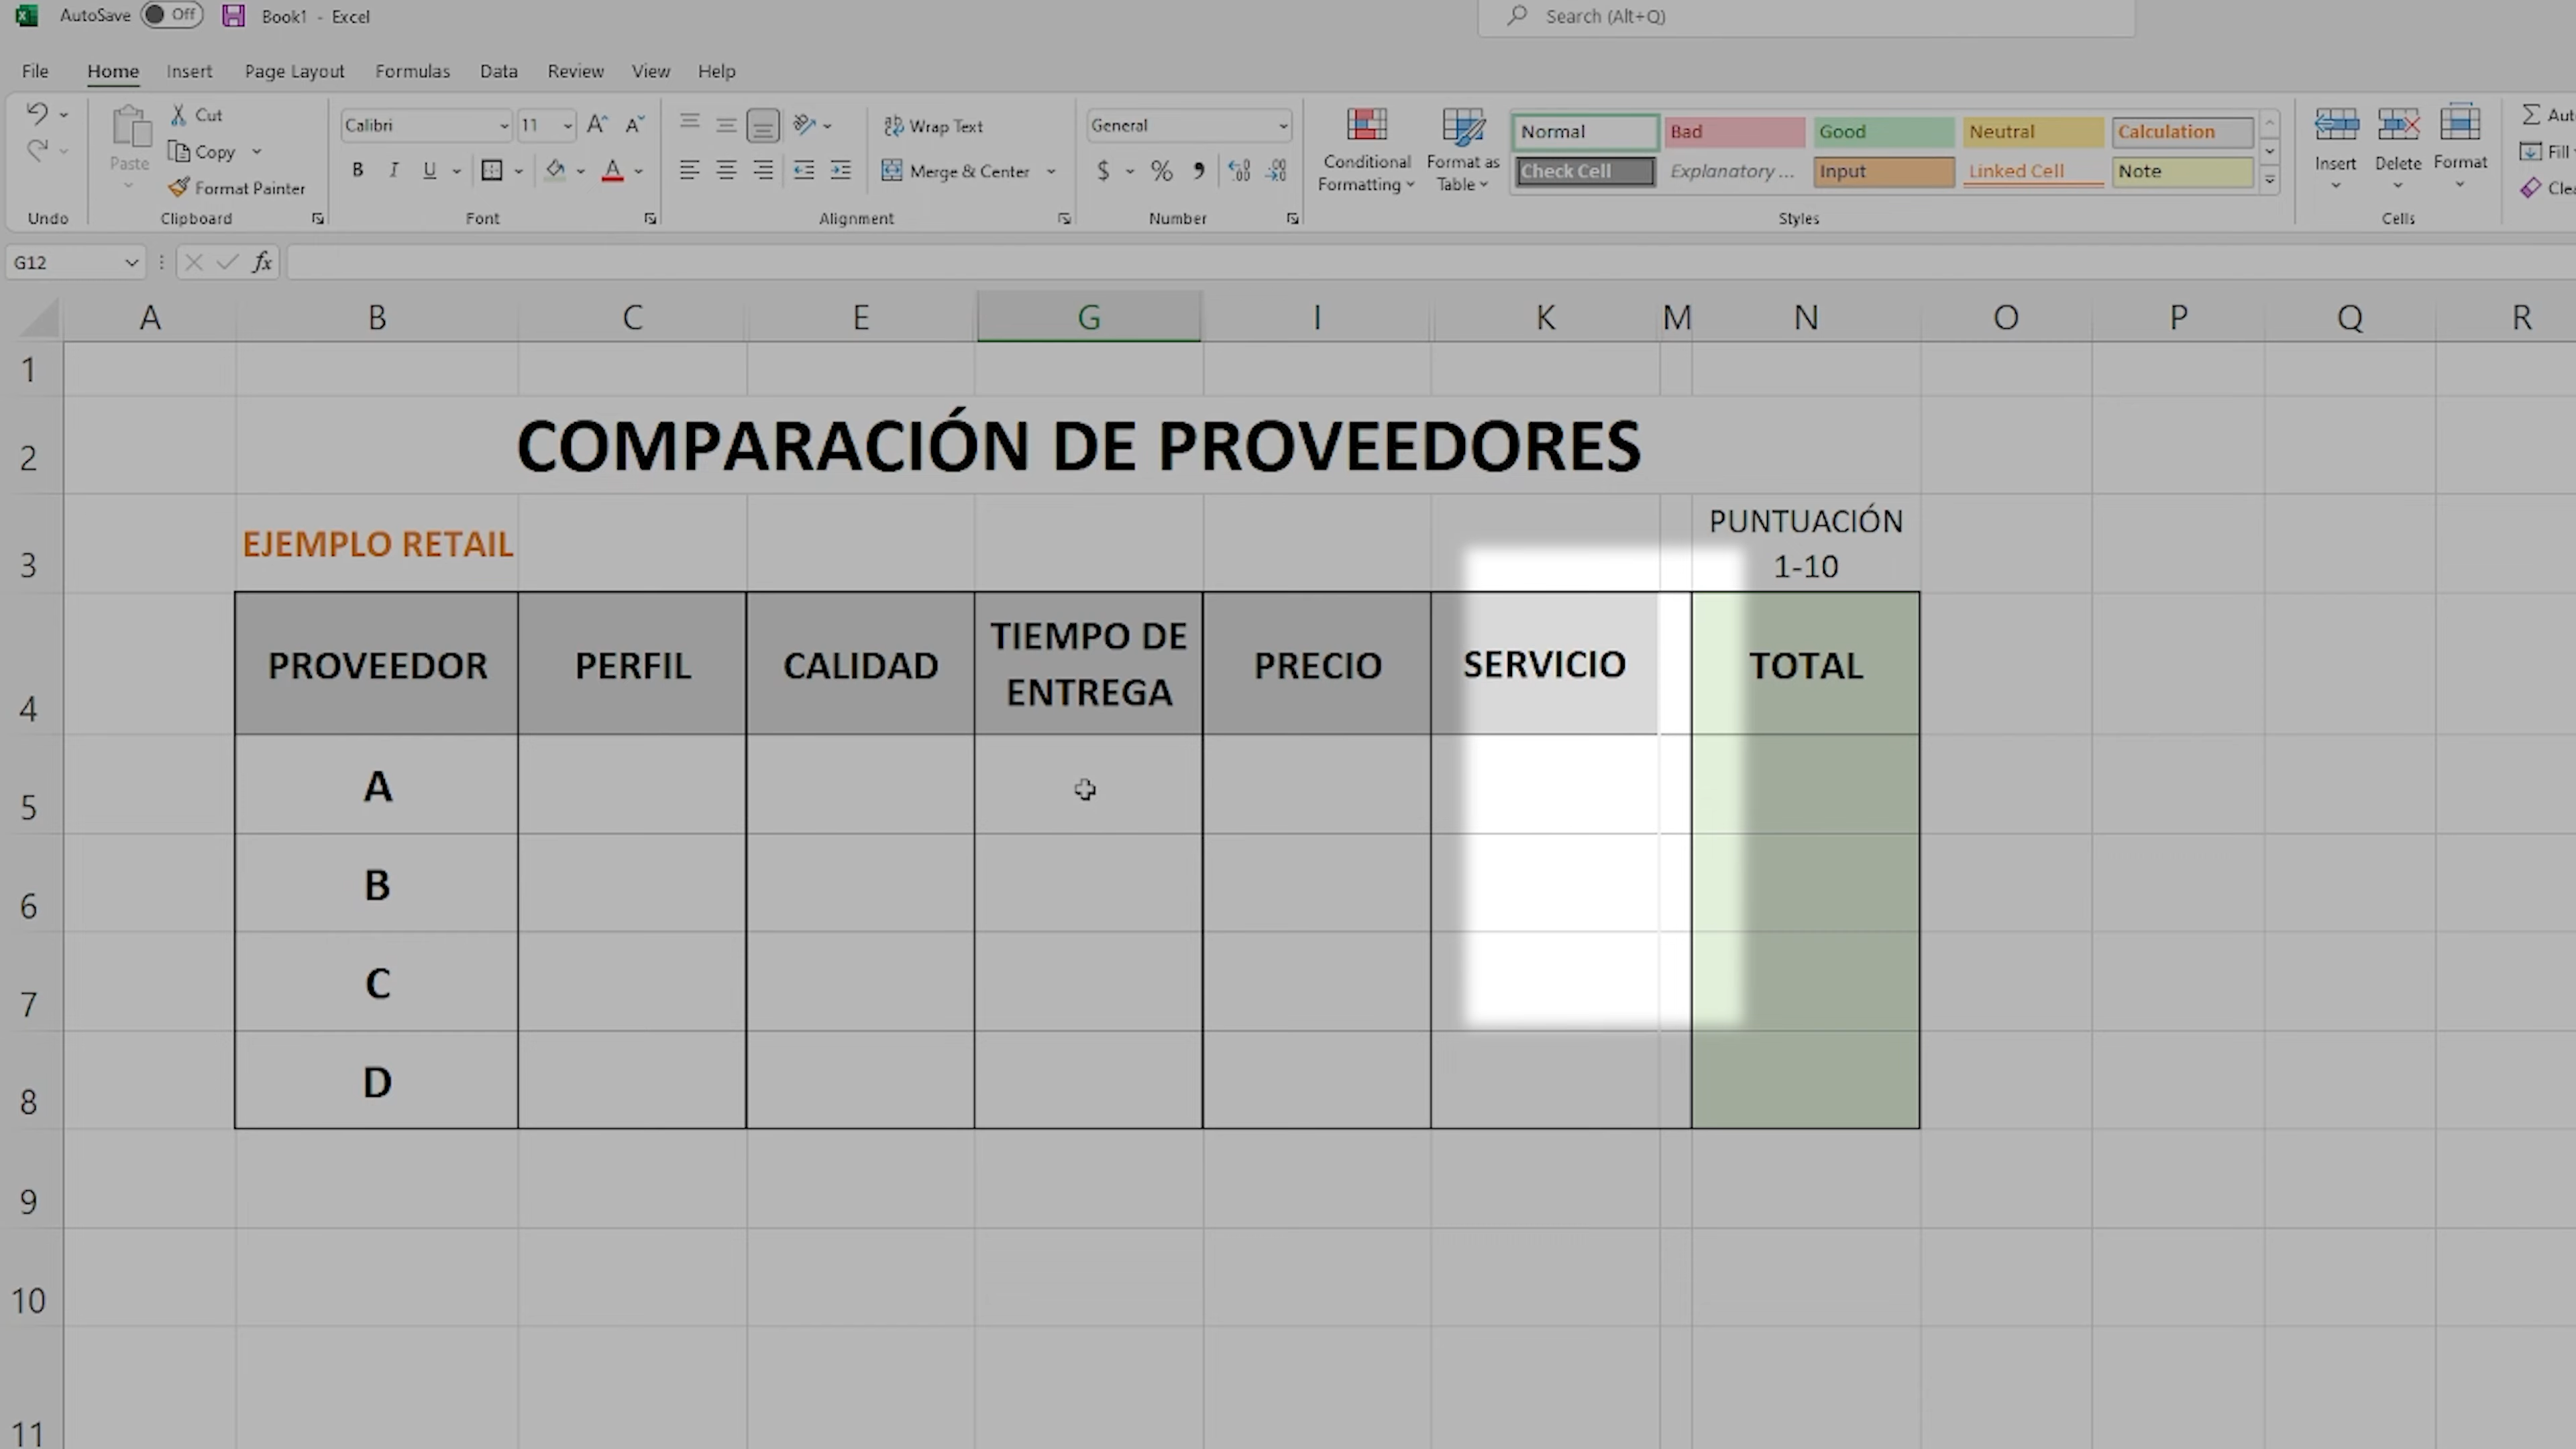 AutoSave Off Book1 - Excel Search (Alt+Q)
File Home Insert Page Layout Formulas Data Review View Help
Cut
Calibri 11 Wrap Text General Normal Bad Good Neutral Calculation
Paste Copy Conditional Formatting Format as Table Insert Delete Format Fill
Format Painter B I U Merge & Center $ % Check Cell Explanatory ... Input Linked Cell Note
Undo Clipboard Font Alignment Number Styles Cells
G12 fx
A B C E G I K M N O P Q R
1
2 COMPARACIÓN DE PROVEEDORES
3 EJEMPLO RETAIL PUNTUACIÓN 1-10
4 PROVEEDOR PERFIL CALIDAD TIEMPO DE ENTREGA PRECIO SERVICIO TOTAL
5 A
6 B
7 C
8 D
9
10
11